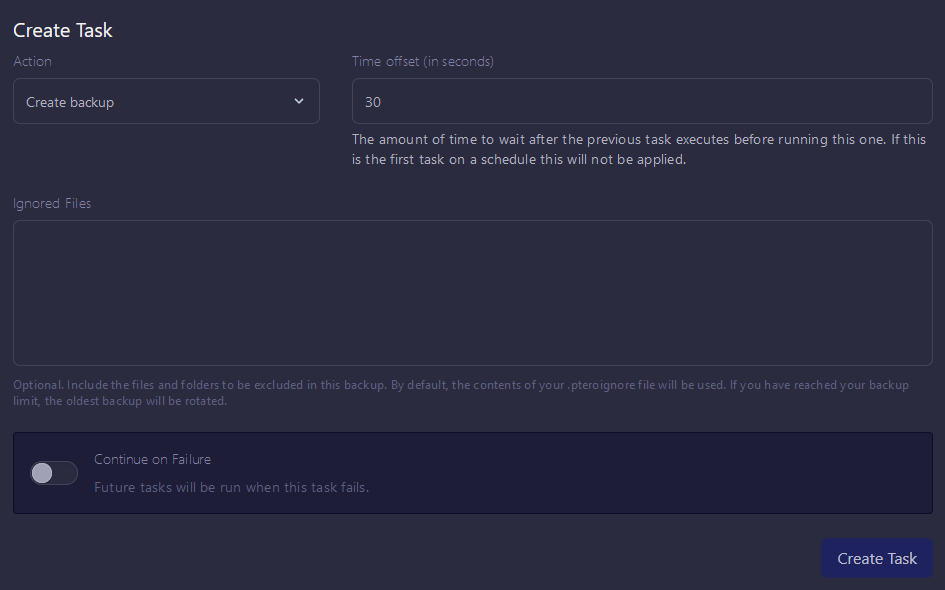 Create Task
Action
Time offset (in seconds)
Create backup
30
The amount of time to wait after the previous task executes before running this one. If this
is the first task on a schedule this will not be applied.
Ignored Files
Optional. Include the files and folders to be excluded in this backup. By default, the contents of your .pteroignore file will be used. If you have reached your backup
limit, the oldest backup will be rotated.
Continue on Failure
Future tasks will be run when this task fails.
Create Task